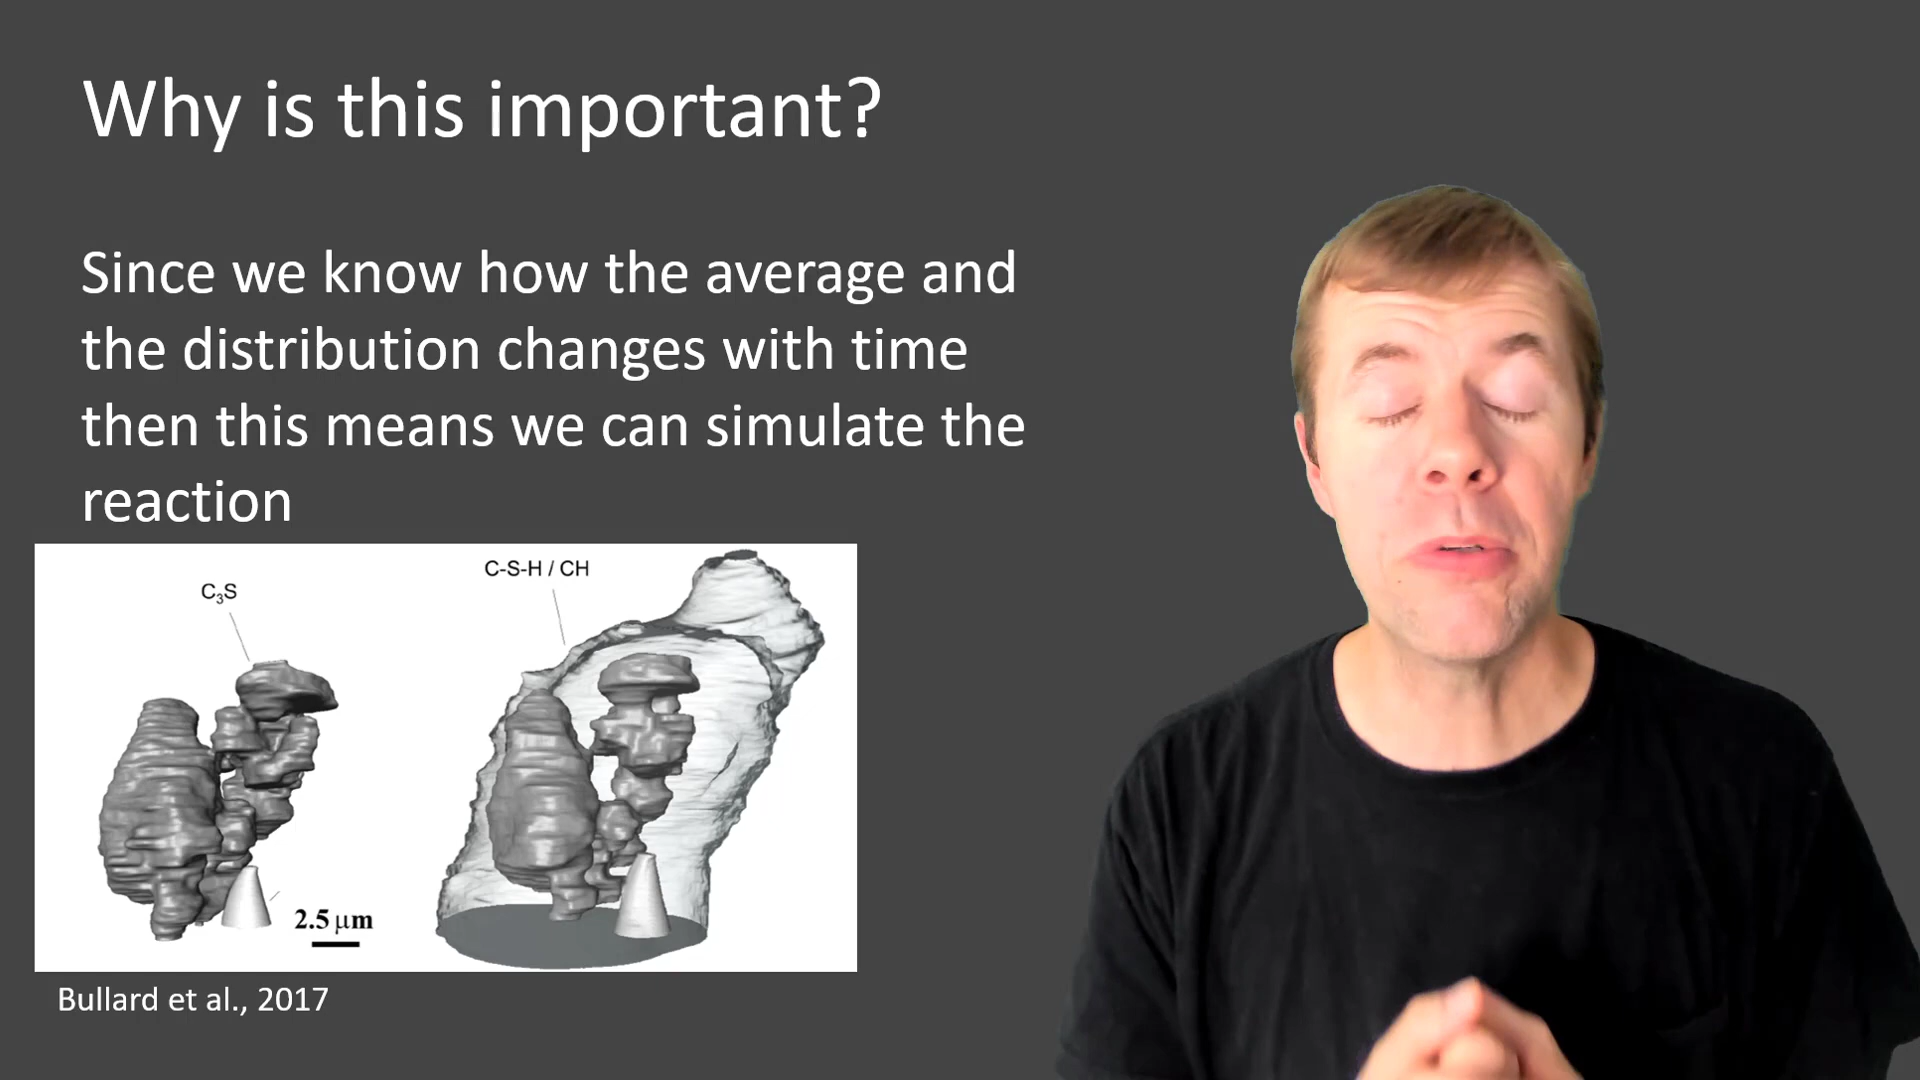 Why is this important?
Since we know how the average and
the distribution changes with time
then this means we can simulate the
reaction
C₃S
C-S-H / CH
2.5 μm
Bullard et al., 2017